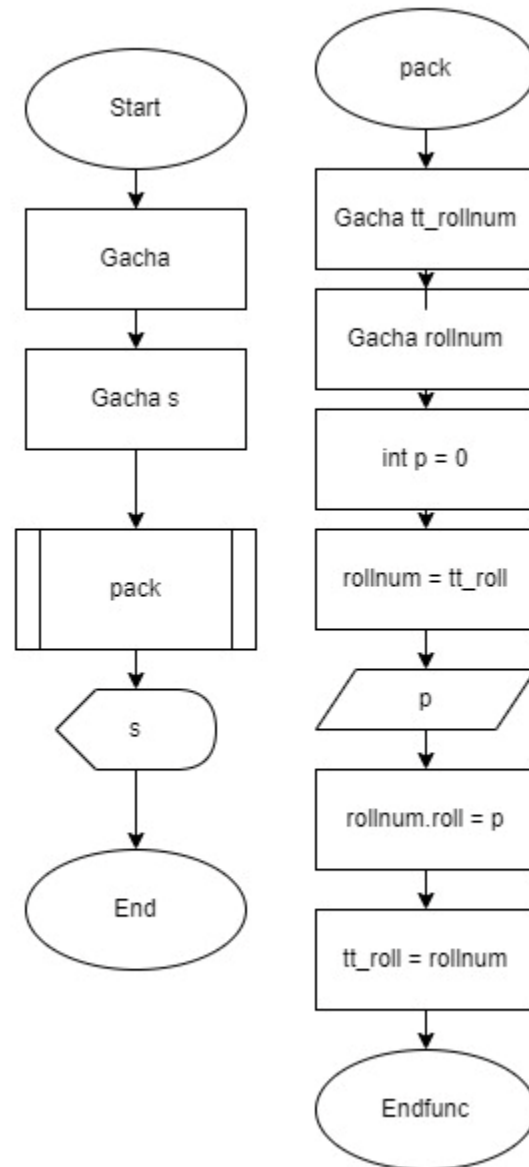 Start
Gacha
Gacha s
pack
s
End
pack
Gacha tt_rollnum
Gacha rollnum
int p = 0
rollnum = tt_roll
p
rollnum.roll = p
tt_roll = rollnum
Endfunc